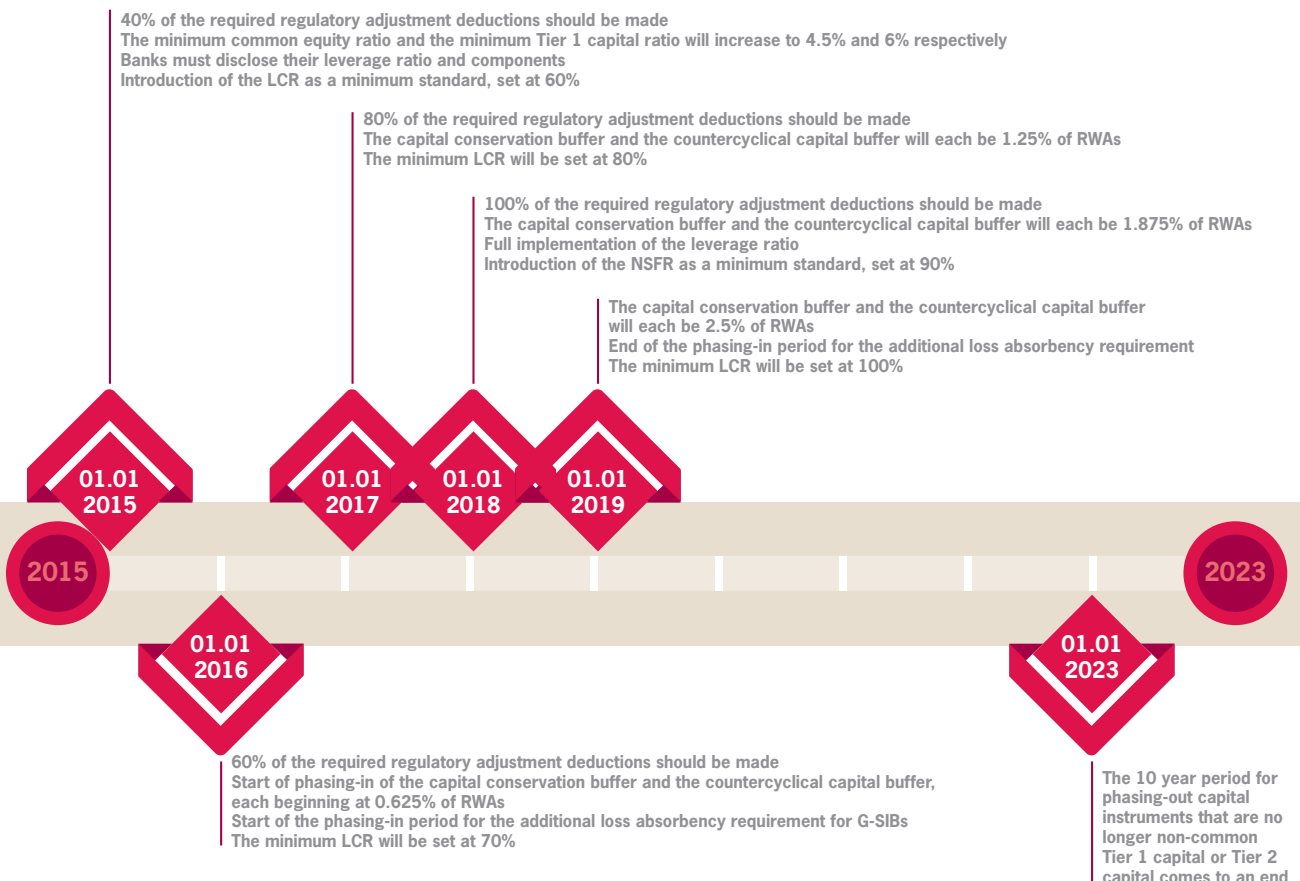 40% of the required regulatory adjustment deductions should be made
The minimum common equity ratio and the minimum Tier 1 capital ratio will increase to 4.5% and 6% respectively
Banks must disclose their leverage ratio and components
Introduction of the LCR as a minimum standard, set at 60%
80% of the required regulatory adjustment deductions should be made
The capital conservation buffer and the countercyclical capital buffer will each be 1.25% of RWAs
The minimum LCR will be set at 80%
100% of the required regulatory adjustment deductions should be made
The capital conservation buffer and the countercyclical capital buffer will each be 1.875% of RWAs
Full implementation of the leverage ratio
Introduction of the NSFR as a minimum standard, set at 90%
The capital conservation buffer and the countercyclical capital buffer
will each be 2.5% of RWAs
End of the phasing-in period for the additional loss absorbency requirement
The minimum LCR will be set at 100%
01.01
2015
01.01
2017
01.01
2018
01.01
2019
2015
2023
01.01
2016
01.01
2023
60% of the required regulatory adjustment deductions should be made
Start of phasing-in of the capital conservation buffer and the countercyclical capital buffer,
each beginning at 0.625% of RWAs
Start of the phasing-in period for the additional loss absorbency requirement for G-SIBs
The minimum LCR will be set at 70%
The 10 year period for
phasing-out capital
instruments that are no
longer non-common
Tier 1 capital or Tier 2
capital comes to an end